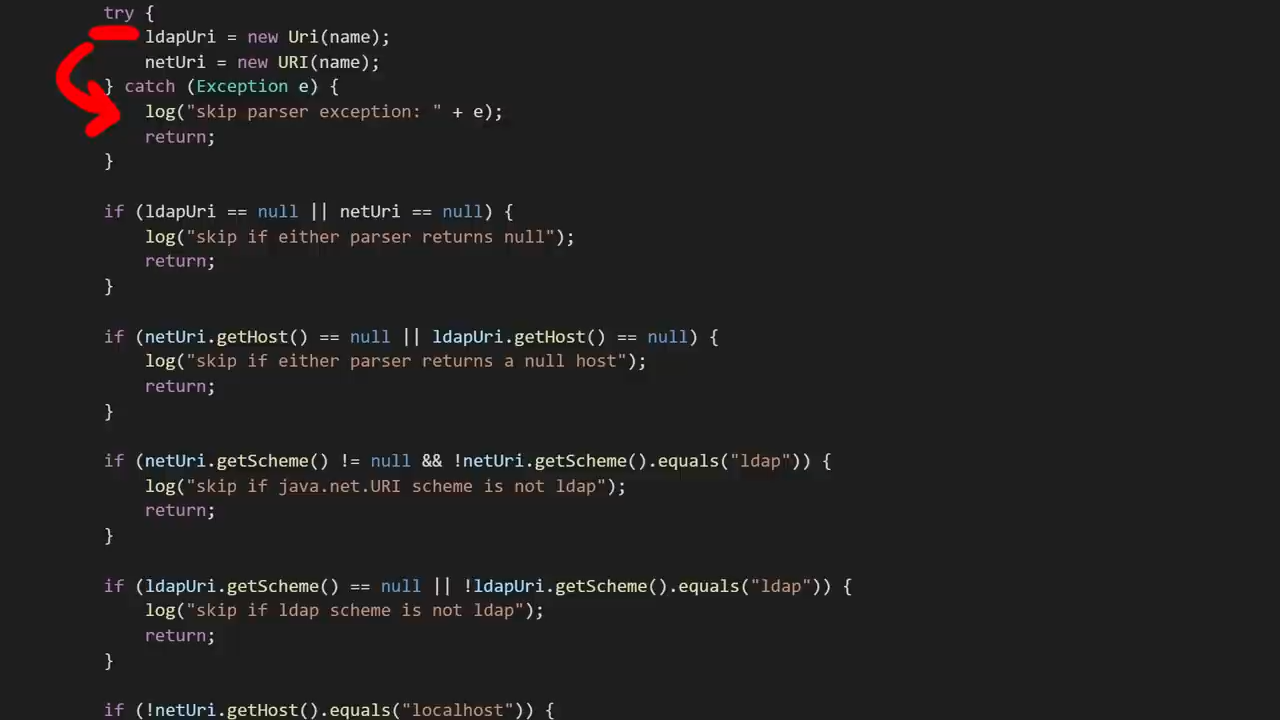 try {
ldapUri = new Uri(name);
netUri = new URI(name);
} catch (Exception e) {
log("skip parser exception: " + e);
return;
}
if (ldapUri == null || netUri == null) {
log("skip if either parser returns null");
return;
}
if (netUri.getHost() == null || ldapUri.getHost() == null) {
log("skip if either parser returns a null host");
return;
}
if (netUri.getScheme() != null && !netUri.getScheme().equals("ldap")) {
log("skip if java.net.URI scheme is not ldap");
return;
}
if (ldapUri.getScheme() == null || !ldapUri.getScheme().equals("ldap")) {
log("skip if ldap scheme is not ldap");
return;
}
if (!netUri.getHost().equals("localhost")) {